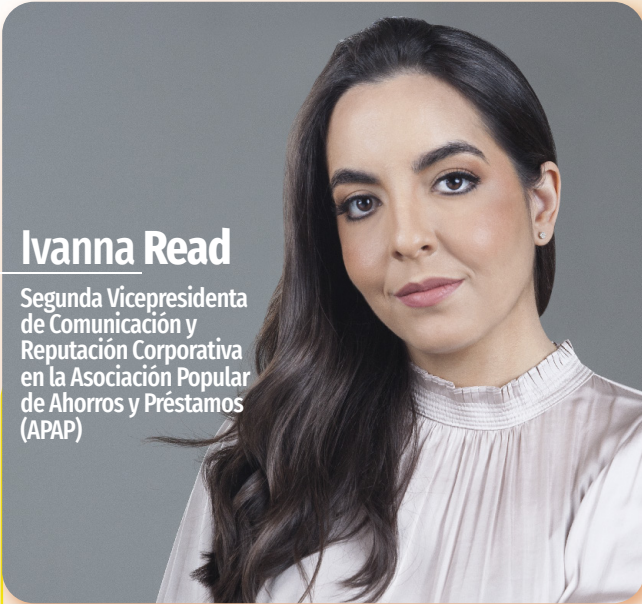 Ivanna Read
Segunda Vicepresidenta
de Comunicación y
Reputación Corporativa
en la Asociación Popular
de Ahorros y Préstamos
(APAP)